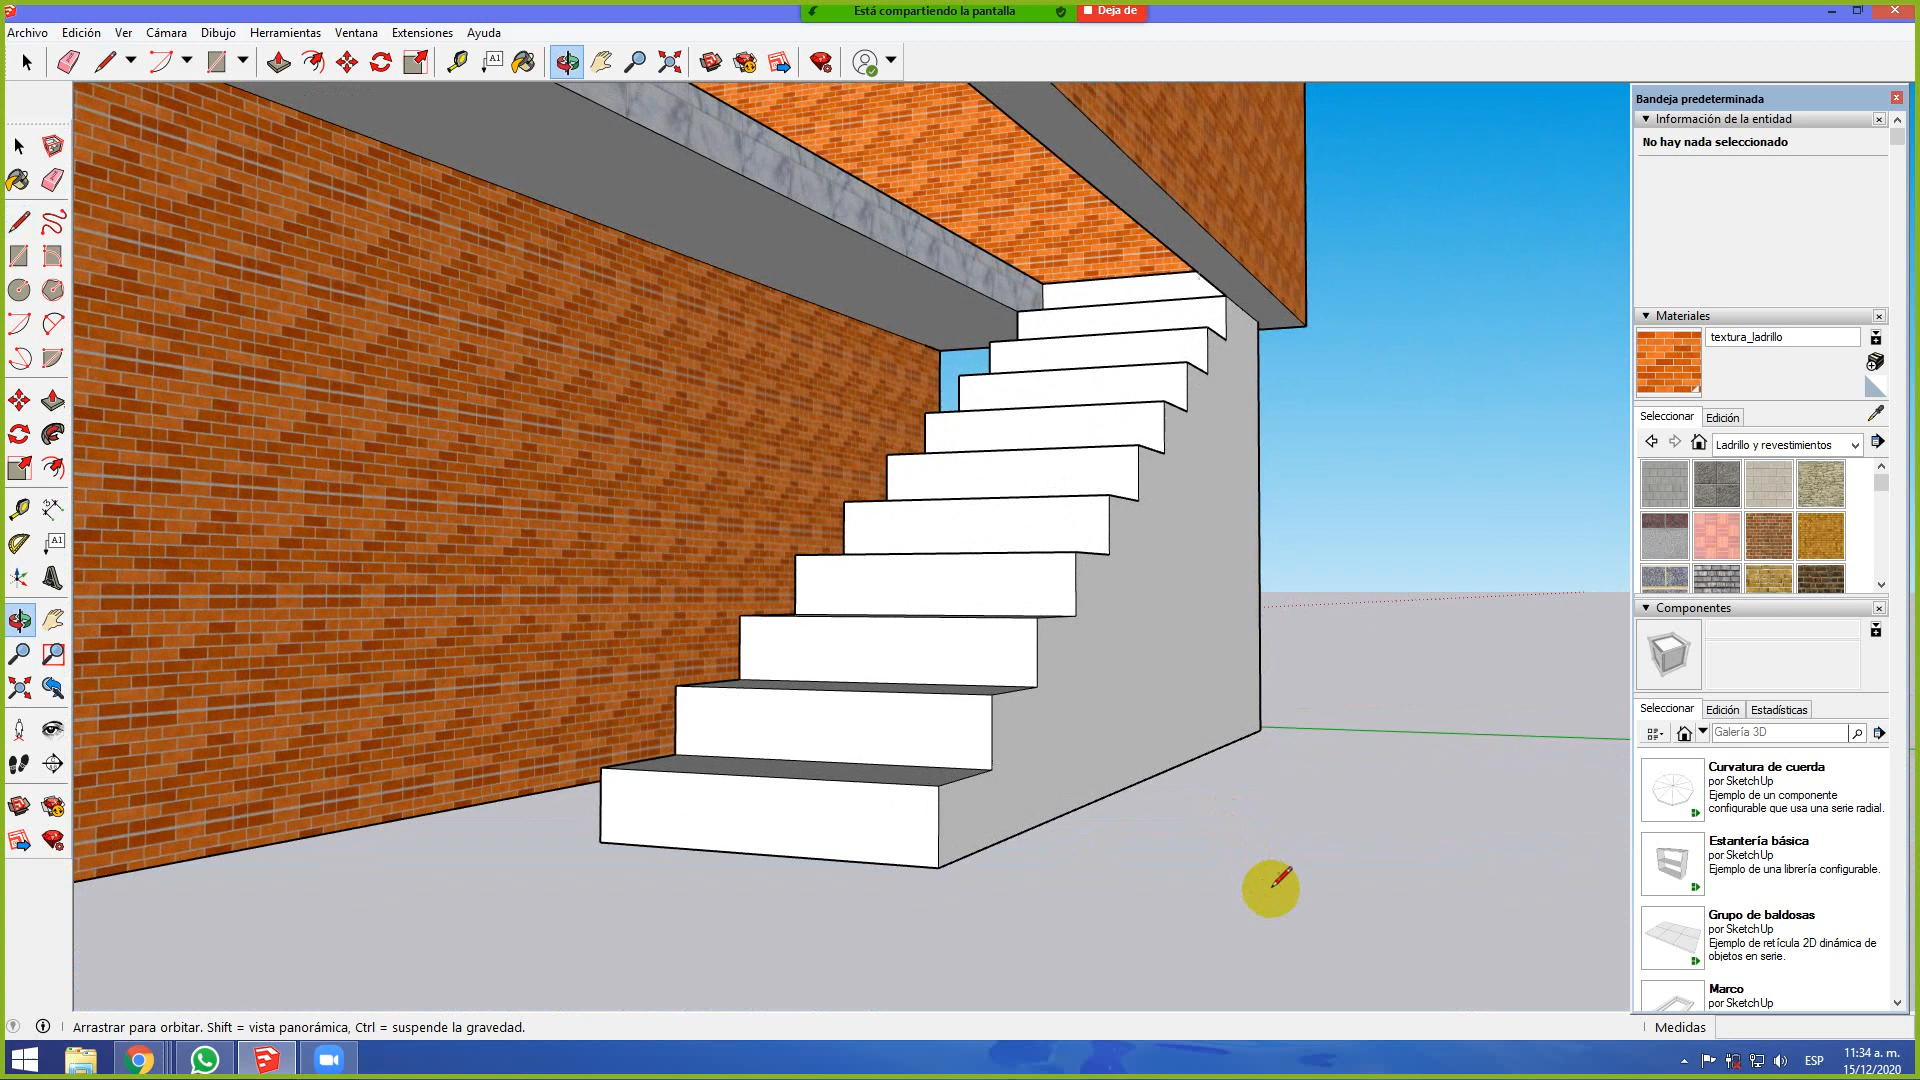 Está compartiendo la pantalla
Deja de
Archivo Edición Ver Cámara Dibujo Herramientas Ventana Extensiones Ayuda
A1
A1
Bandeja predeterminada
Información de la entidad
No hay nada seleccionado
Materiales
textura_ladrillo
Seleccionar Edición
Ladrillo y revestimientos
Componentes
Seleccionar Edición Estadísticas
Galería 3D
Curvatura de cuerda
por SketchUp
Ejemplo de un componente
configurable que usa una serie radial.
Estantería básica
por SketchUp
Ejemplo de una librería configurable.
Grupo de baldosas
por SketchUp
Ejemplo de retícula 2D dinámica de
objetos en serie.
Marco
por SketchUp
Arrastrar para orbitar. Shift = vista panorámica, Ctrl = suspende la gravedad.
Medidas
ESP
11:34 a. m.
15/12/2020